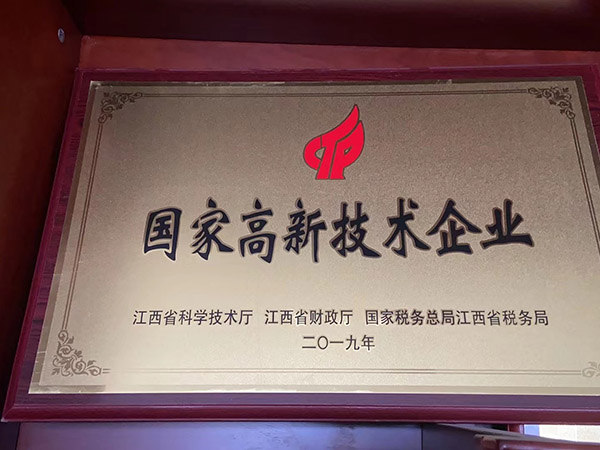 国家高新技术企业
江西省科学技术厅 江西省财政厅 国家税务总局江西省税务局
二〇一九年